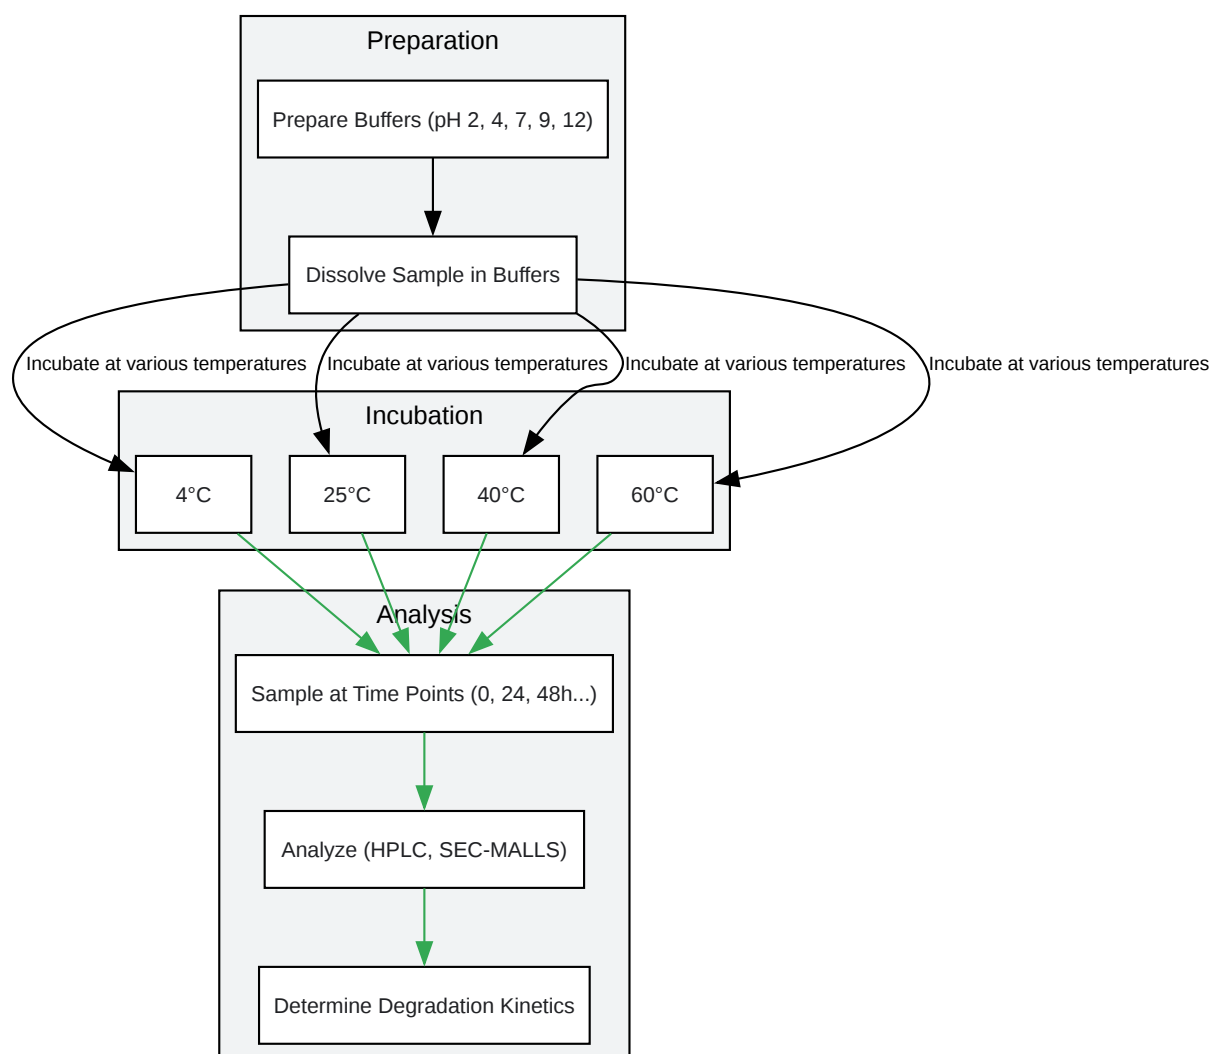 Preparation
Prepare Buffers (pH 2, 4, 7, 9, 12)
Dissolve Sample in Buffers
Incubate at various temperatures
Incubate at various temperatures
Incubate at various temperatures
Incubate at various temperatures
Incubation
4°C
25°C
40°C
60°C
Analysis
Sample at Time Points (0, 24, 48h...)
Analyze (HPLC, SEC-MALLS)
Determine Degradation Kinetics